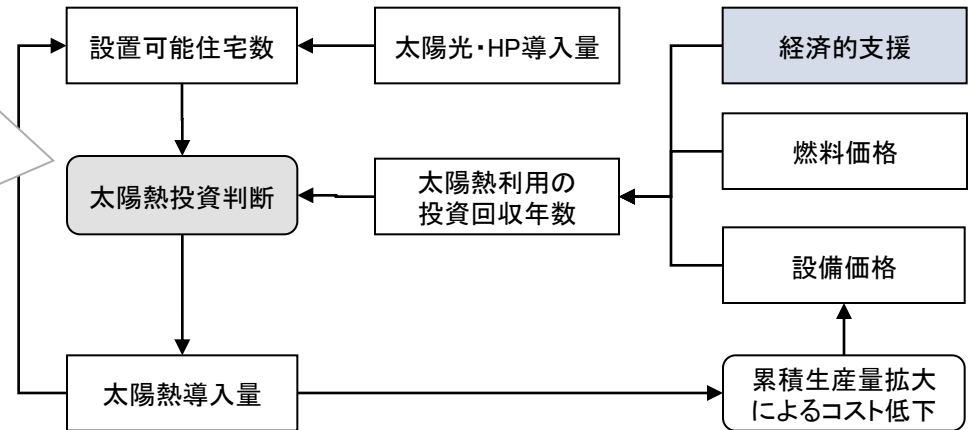 設置可能住宅数
太陽光・HP導入量
経済的支援
燃料価格
太陽熱投資判断
太陽熱利用の
投資回収年数
設備価格
太陽熱導入量
累積生産量拡大
によるコスト低下